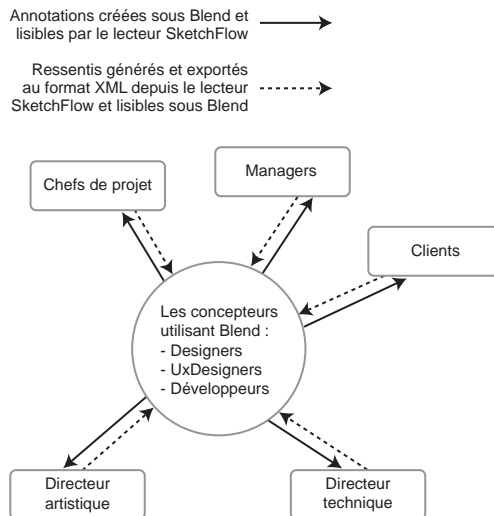 Annotations créées sous Blend et
lisibles par le lecteur SketchFlow
Ressentis générés et exportés
au format XML depuis le lecteur
SketchFlow et lisibles sous Blend
Managers
Chefs de projet
Clients
Les concepteurs
utilisant Blend :
- Designers
- UxDesigners
- Développeurs
Directeur
artistique
Directeur
technique